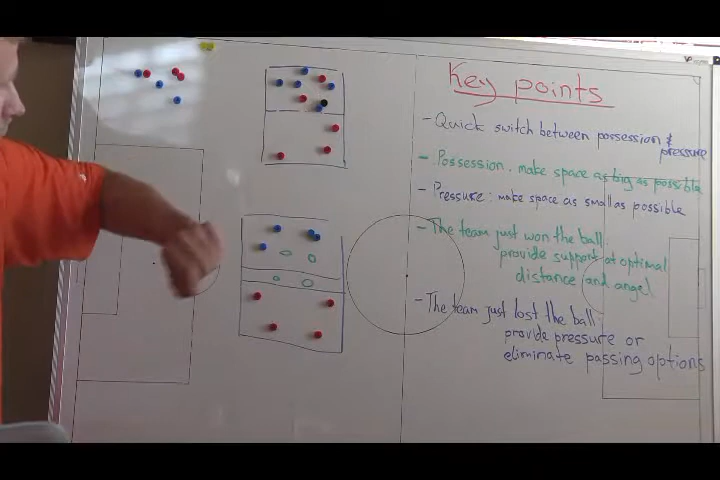 Key points
- Quick switch between possession &
pressure
- Possession. make space as big as possible
- Pressure: make space as small as possible
- The team just won the ball.
provide support at optimal
distance and angel
- The team just lost the ball
provide pressure or
eliminate passing options